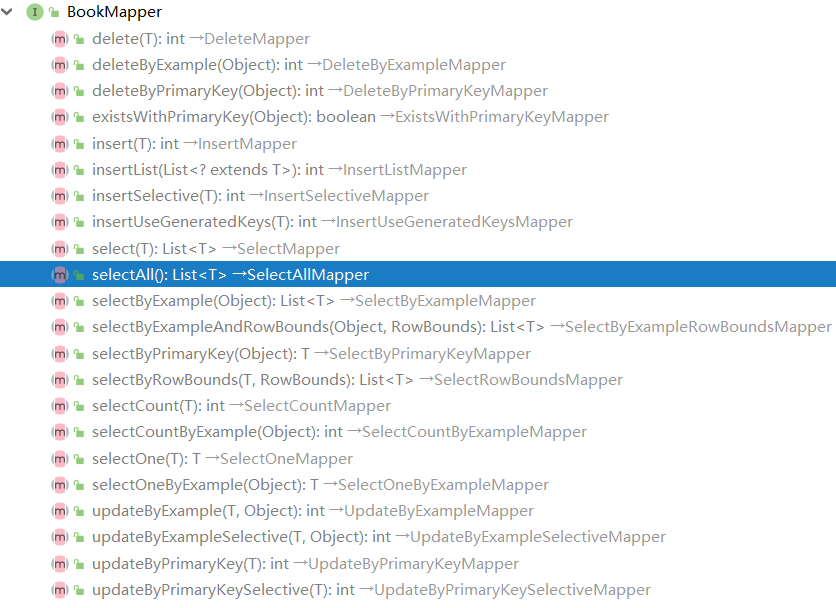 I BookMapper
m delete(T): int →DeleteMapper
m deleteByExample(Object): int →DeleteByExampleMapper
m deleteByPrimaryKey(Object): int →DeleteByPrimaryKeyMapper
m existsWithPrimaryKey(Object): boolean →ExistsWithPrimaryKeyMapper
m insert(T): int →InsertMapper
m insertList(List<? extends T>): int →InsertListMapper
m insertSelective(T): int →InsertSelectiveMapper
m insertUseGeneratedKeys(T): int →InsertUseGeneratedKeysMapper
m select(T): List<T> →SelectMapper
m selectAll(): List<T> →SelectAllMapper
m selectByExample(Object): List<T> →SelectByExampleMapper
m selectByExampleAndRowBounds(Object, RowBounds): List<T> →SelectByExampleRowBoundsMapper
m selectByPrimaryKey(Object): T →SelectByPrimaryKeyMapper
m selectByRowBounds(T, RowBounds): List<T> →SelectRowBoundsMapper
m selectCount(T): int →SelectCountMapper
m selectCountByExample(Object): int →SelectCountByExampleMapper
m selectOne(T): T →SelectOneMapper
m selectOneByExample(Object): T →SelectOneByExampleMapper
m updateByExample(T, Object): int →UpdateByExampleMapper
m updateByExampleSelective(T, Object): int →UpdateByExampleSelectiveMapper
m updateByPrimaryKey(T): int →UpdateByPrimaryKeyMapper
m updateByPrimaryKeySelective(T): int →UpdateByPrimaryKeySelectiveMapper